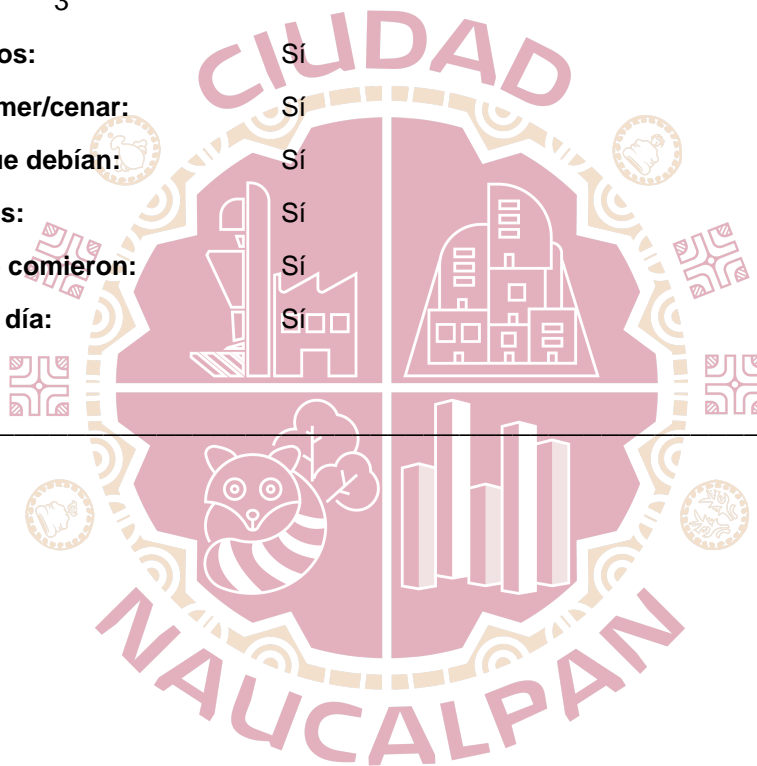 3
os: Sí
mer/cenar: Sí
ue debían: Sí
s: Sí
comieron: Sí
día: Sí
CIUDAD
NAUCALPAN